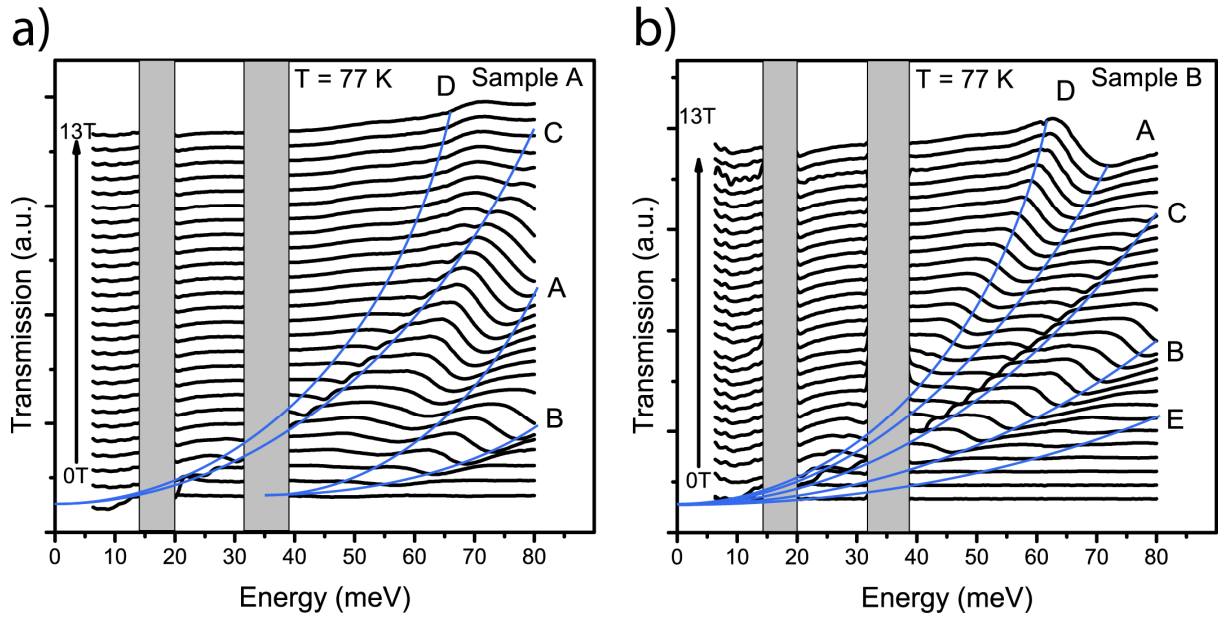 a)
T = 77 K
Sample A
D
C
A
B
13T
0T
Transmission (a.u.)
0 10 20 30 40 50 60 70 80
Energy (meV)
b)
T = 77 K
Sample B
D
A
C
B
E
13T
0T
Transmission (a.u.)
0 10 20 30 40 50 60 70 80
Energy (meV)